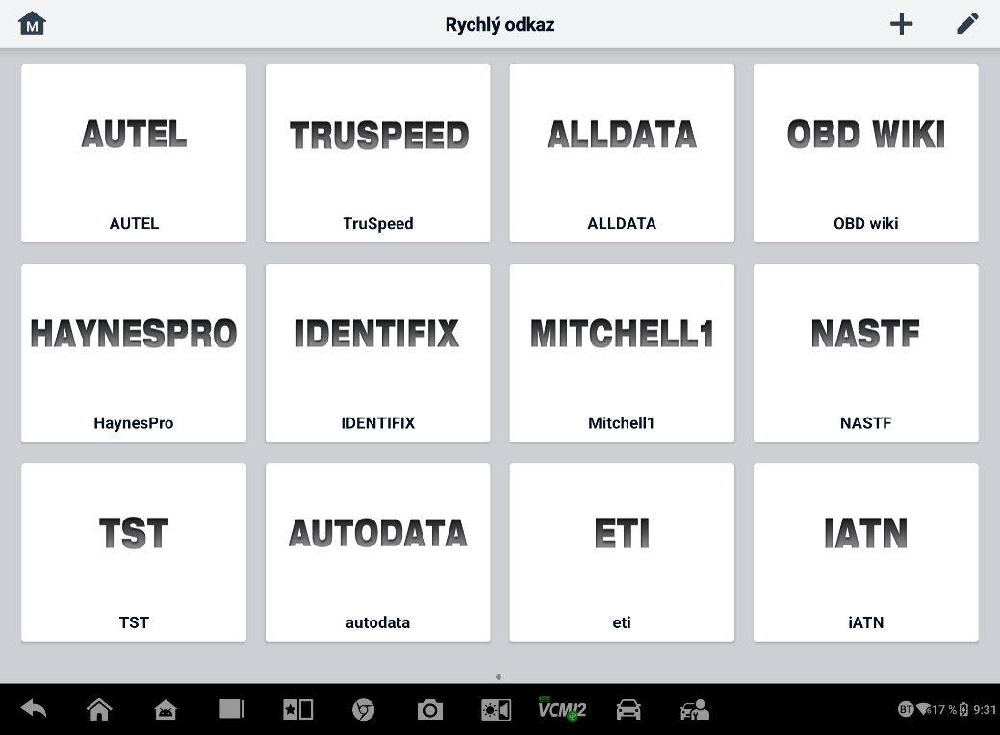 M
Rychlý odkaz
AUTEL
TRUSPEED
ALLDATA
OBD WIKI
AUTEL
TruSpeed
ALLDATA
OBD wiki
HAYNESPRO
IDENTIFIX
MITCHELL1
NASTF
HaynesPro
IDENTIFIX
Mitchell1
NASTF
TST
AUTODATA
ETI
IATN
TST
autodata
eti
iATN
VCMI2
BT
17 %
9:31